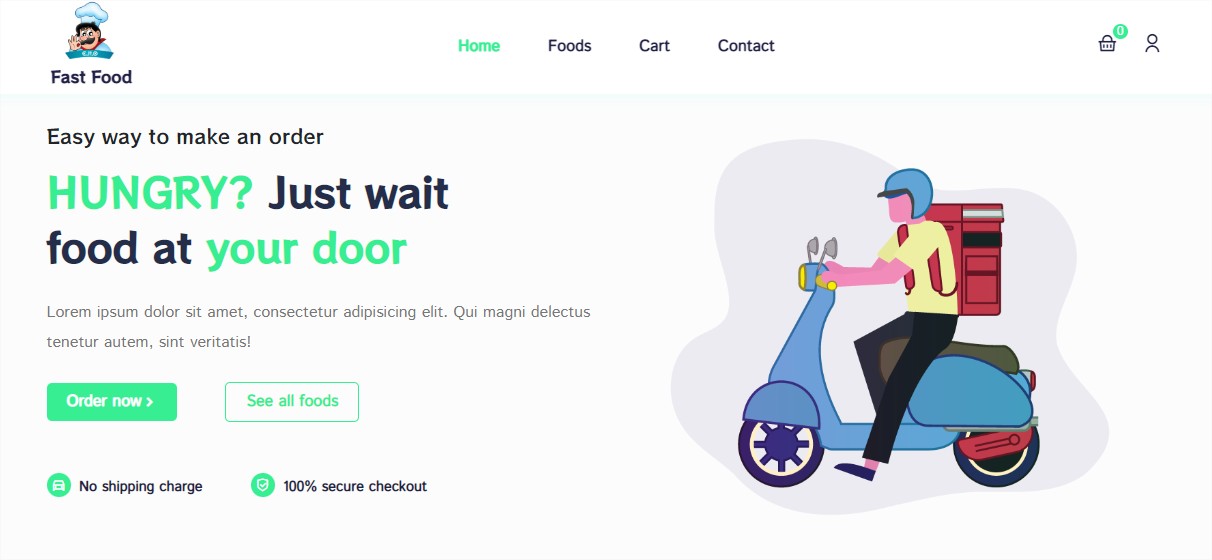 Fast Food
Home Foods Cart Contact
0
Easy way to make an order
HUNGRY? Just wait
food at your door
Lorem ipsum dolor sit amet, consectetur adipisicing elit. Qui magni delectus
tenetur autem, sint veritatis!
Order now
See all foods
No shipping charge
100% secure checkout